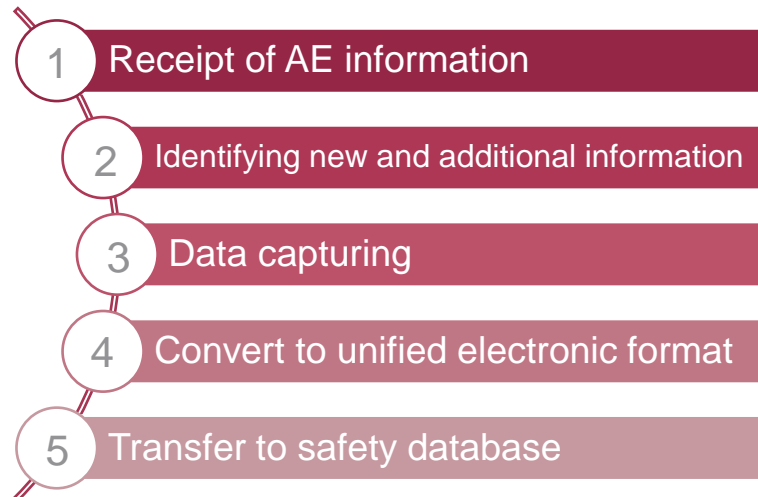 1 Receipt of AE information
2 Identifying new and additional information
3 Data capturing
4 Convert to unified electronic format
5 Transfer to safety database